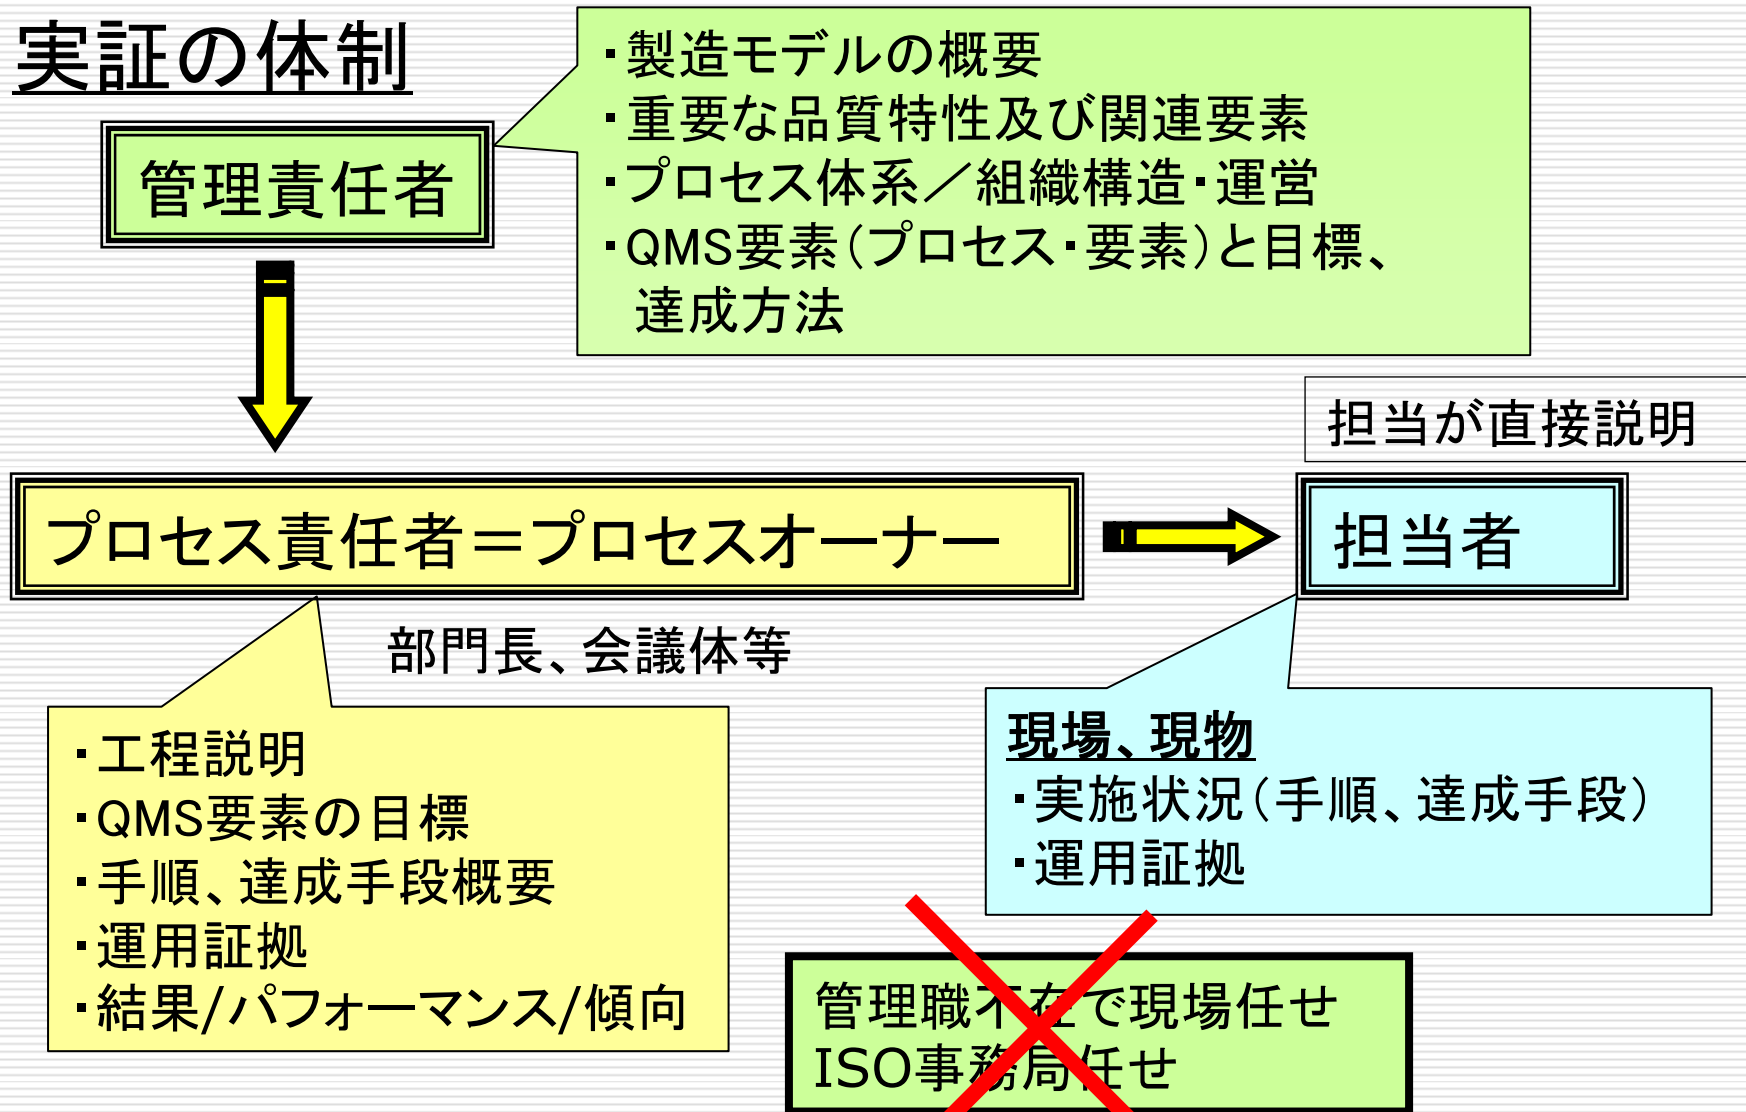 実証の体制
・製造モデルの概要
・重要な品質特性及び関連要素
・プロセス体系／組織構造・運営
・QMS要素（プロセス・要素）と目標、
達成方法
管理責任者
担当が直接説明
プロセス責任者＝プロセスオーナー
担当者
部門長、会議体等
・工程説明
・QMS要素の目標
・手順、達成手段概要
・運用証拠
・結果/パフォーマンス/傾向
現場、現物
・実施状況（手順、達成手段）
・運用証拠
管理職不在で現場任せ
ISO事務局任せ